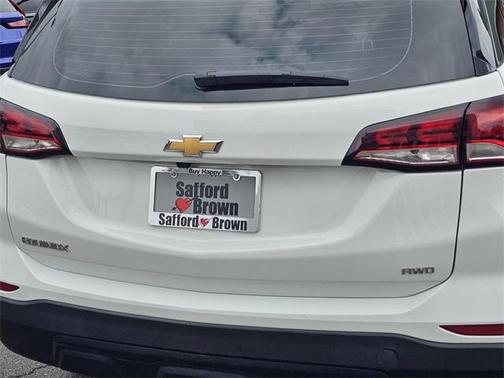 Buy Happy
Safford
Brown
Safford Brown
EQUINOX
AWD